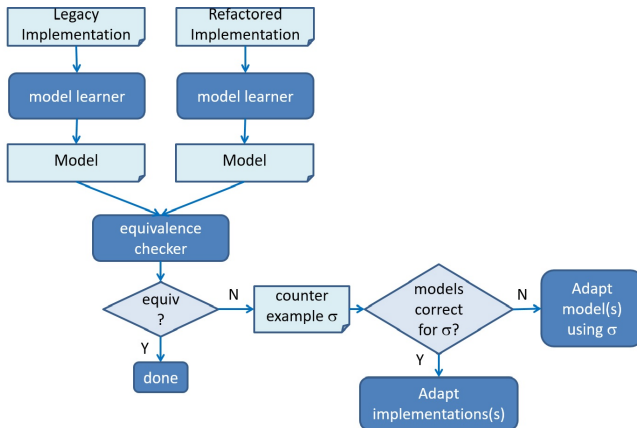 Legacy
Implementation
Refactored
Implementation
model learner
model learner
Model
Model
equivalence
checker
equiv
?
N
counter
example σ
models
correct
for σ?
N
Adapt
model(s)
using σ
Y
done
Y
Adapt
implementations(s)